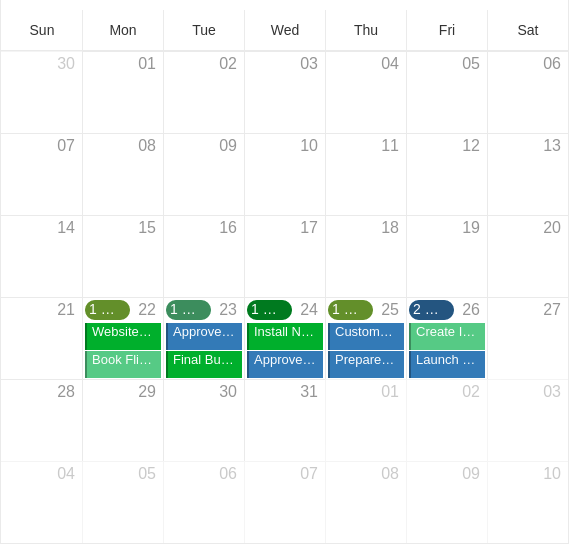 Sun Mon Tue Wed Thu Fri Sat
30 01 02 03 04 05 06
07 08 09 10 11 12 13
14 15 16 17 18 19 20
21 1 ... 22 1 ... 23 1 ... 24 1 ... 25 2 ... 26 27
Website... Approve... Install N... Custom... Create I...
Book Fli... Final Bu... Approve... Prepare... Launch ...
28 29 30 31 01 02 03
04 05 06 07 08 09 10